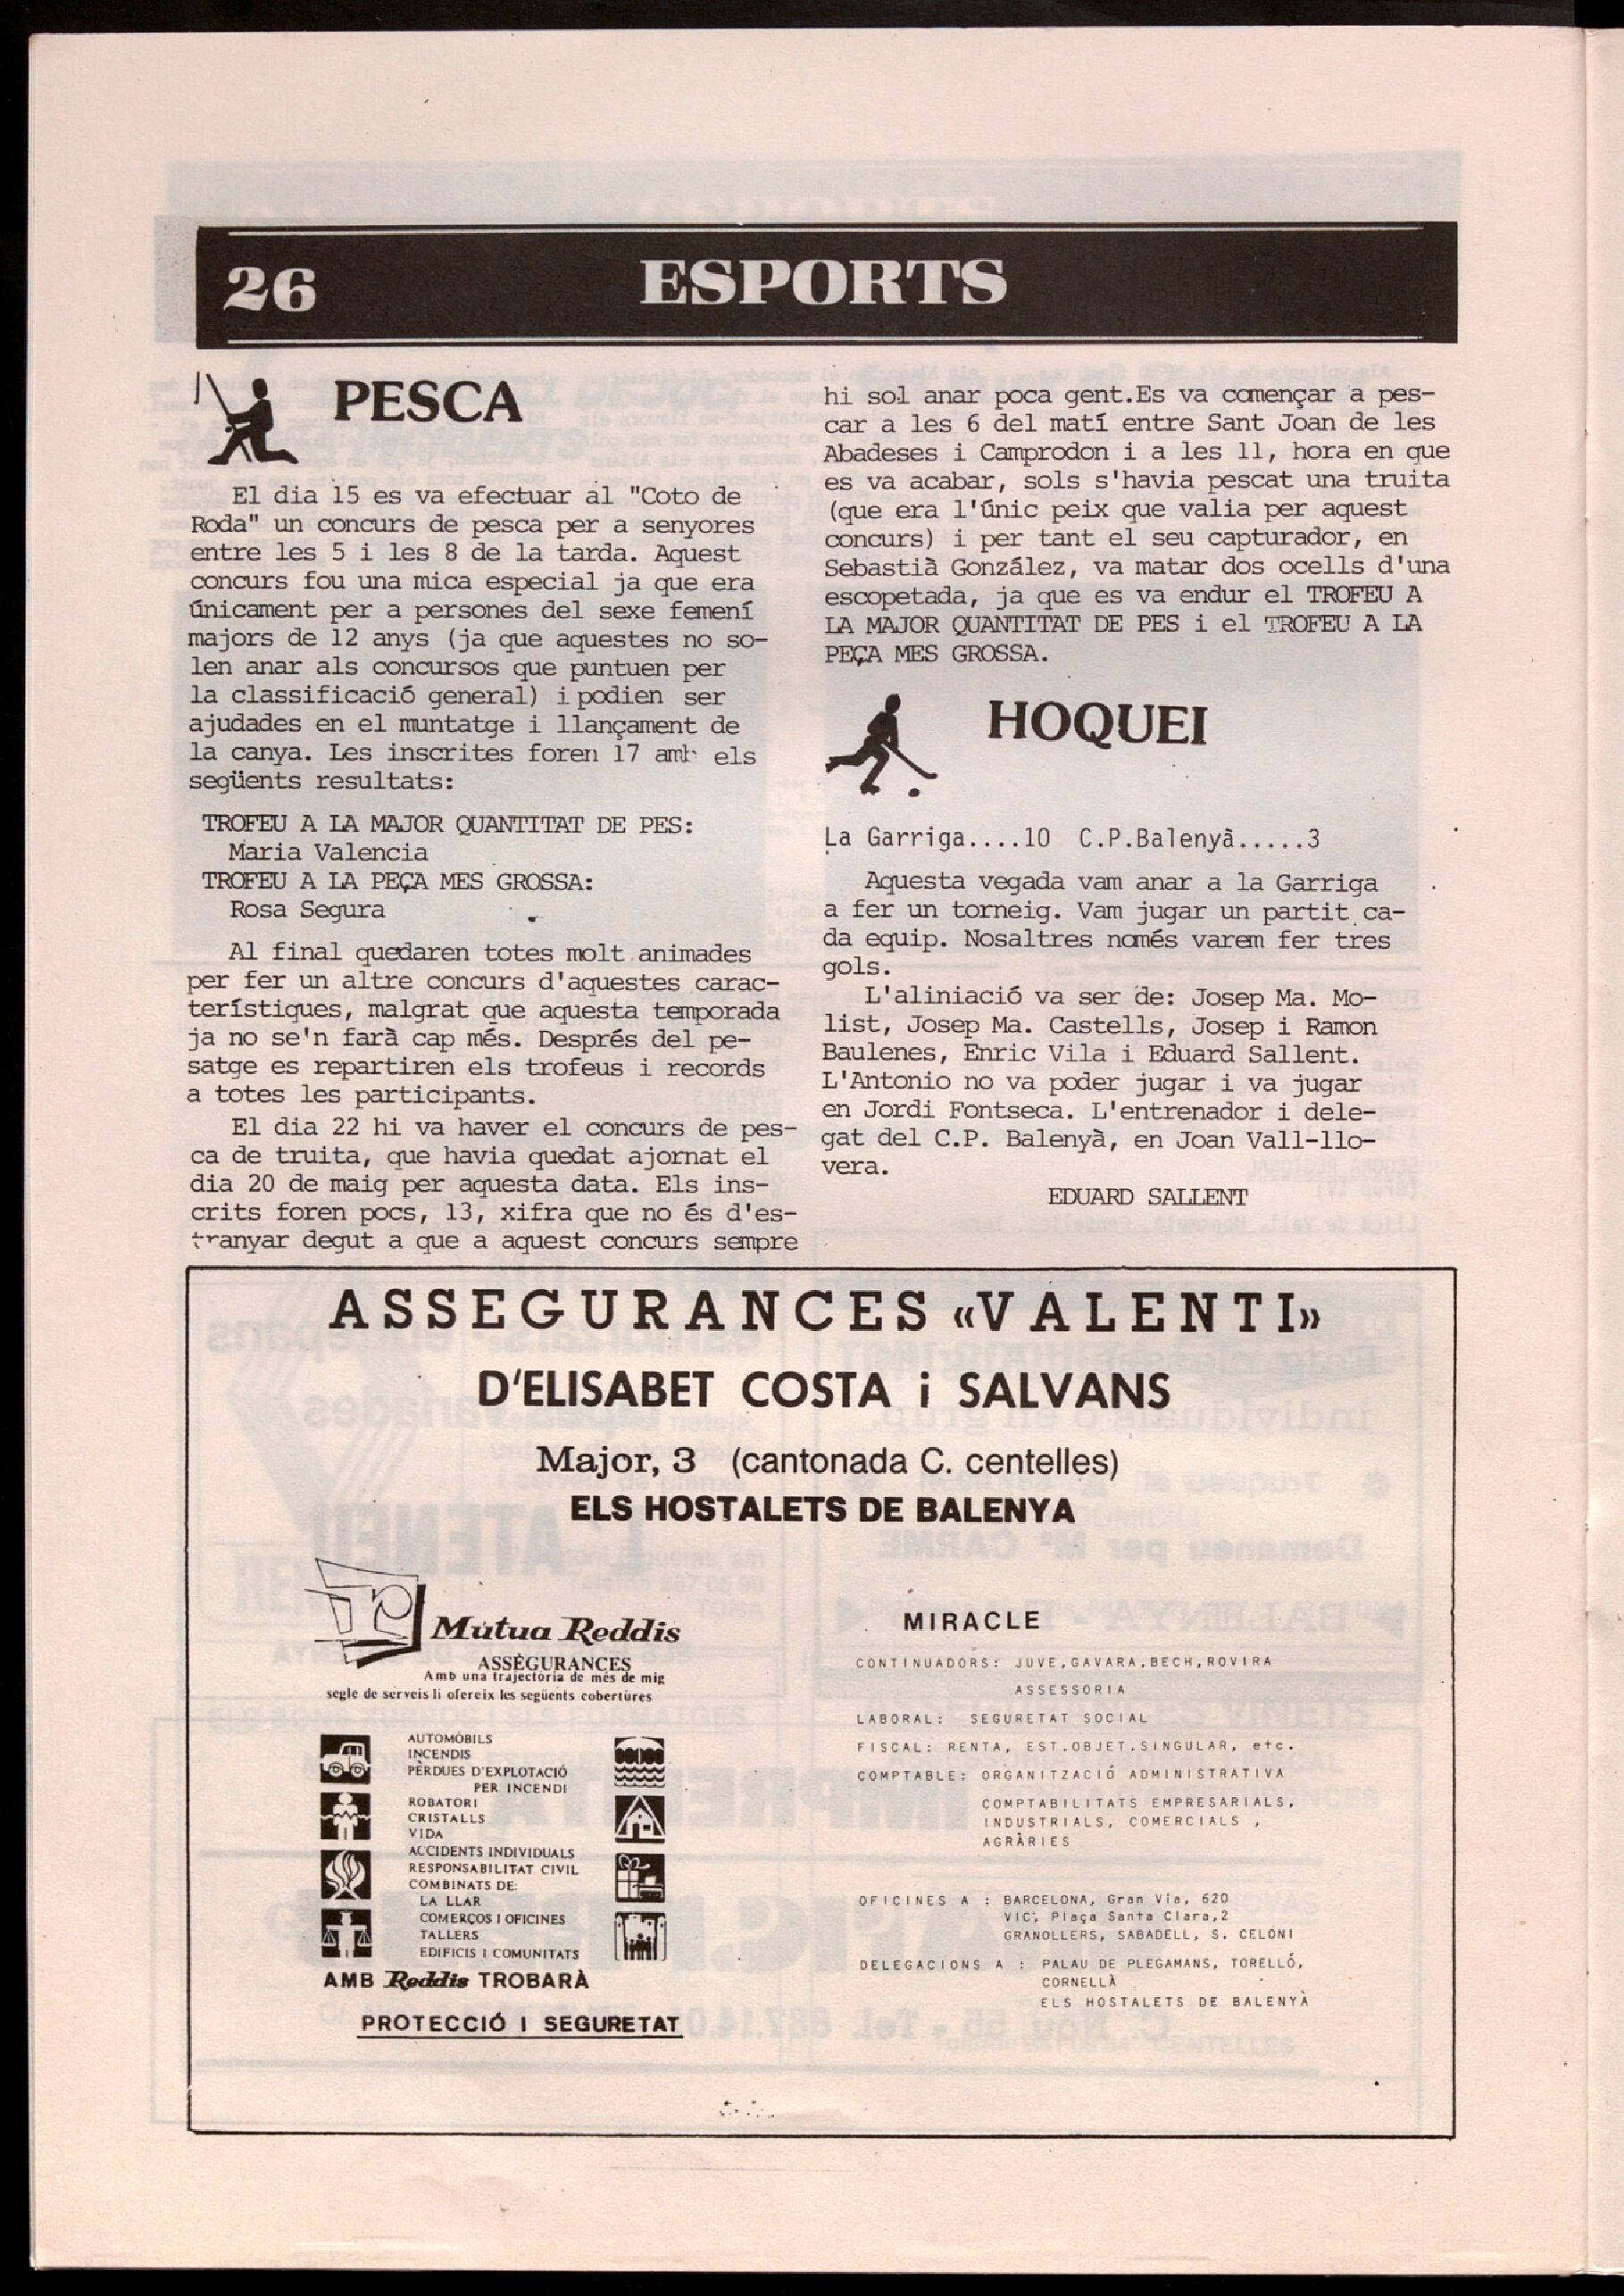 26
ESPORTS
PESCA
El dia 15 es va efectuar al "Coto de
Roda" un concurs de pesca per a senyores
entre les 5 i les 8 de la tarda. Aquest
concurs fou una mica especial ja que era
únicament per a persones del sexe femení
majors de 12 anys (ja que aquestes no so-
len anar als concursos que puntuen per
la classificació general) i podien ser
ajudades en el muntatge i llançament de
la canya. Les inscrites foren 17 amb els
següents resultats:
TROFEU A LA MAJOR QUANTITAT DE PES:
Maria Valencia
TROFEU A LA PEÇA MES GROSSA:
Rosa Segura
Al final quedaren totes molt animades
per fer un altre concurs d'aquestes carac-
terístiques, malgrat que aquesta temporada
ja no se'n farà cap més. Després del pe-
satge es repartiren els trofeus i records
a totes les participants.
El dia 22 hi va haver el concurs de pes-
ca de truita, que havia quedat ajornat el
dia 20 de maig per aquesta data. Els ins-
crits foren pocs, 13, xifra que no és d'es-
tranyar degut a que a aquest concurs sempre
hi sol anar poca gent.Es va començar a pes-
car a les 6 del matí entre Sant Joan de les
Abadeses i Camprodon i a les 11, hora en que
es va acabar, sols s'havia pescat una truita
(que era l'únic peix que valia per aquest
concurs) i per tant el seu capturador, en
Sebastià González, va matar dos ocells d'una
escopetada, ja que es va endur el TROFEU A
LA MAJOR QUANTITAT DE PES i el TROFEU A LA
PEÇA MES GROSSA.
HOQUEI
La Garriga....10 C.P.Balenyà.....3
Aquesta vegada vam anar a la Garriga
a fer un torneig. Vam jugar un partit ca-
da equip. Nosaltres només varem fer tres
gols.
L'aliniació va ser de: Josep Ma. Mo-
list, Josep Ma. Castells, Josep i Ramon
Baulenes, Enric Vila i Eduard Sallent.
L'Antonio no va poder jugar i va jugar
en Jordi Fontseca. L'entrenador i dele-
gat del C.P. Balenyà, en Joan Vall-llo-
vera.
EDUARD SALLENT
ASSEGURANCES «VALENTI»
D'ELISABET COSTA i SALVANS
Major, 3 (cantonada C. centelles)
ELS HOSTALETS DE BALENYA
Mútua Reddis
ASSEGURANCES
Amb una trajectòria de més de mig
segle de serveis li ofereix les següents cobertures
AUTOMÒBILS
INCENDIS
PÈRDUES D'EXPLOTACIÓ
PER INCENDI
ROBATORI
CRISTALLS
VIDA
ACCIDENTS INDIVIDUALS
RESPONSABILITAT CIVIL
COMBINATS DE:
LA LLAR
COMERÇOS I OFICINES
TALLERS
EDIFICIS I COMUNITATS
AMB Reddis TROBARÀ
PROTECCIÓ I SEGURETAT
MIRACLE
CONTINUADORS: JUVE,GAVARA,BECH,ROVIRA
ASSESSORIA
LABORAL: SEGURETAT SOCIAL
FISCAL: RENTA, EST.OBJET.SINGULAR, etc.
COMPTABLE: ORGANITZACIÓ ADMINISTRATIVA
COMPTABILITATS EMPRESARIALS,
INDUSTRIALS, COMERCIALS ,
AGRÀRIES
OFICINES A : BARCELONA, Gran Via, 620
VIC, Plaça Santa Clara,2
GRANOLLERS, SABADELL, S. CELONI
DELEGACIONS A : PALAU DE PLEGAMANS, TORELLÓ,
CORNELLÀ
ELS HOSTALETS DE BALENYÀ